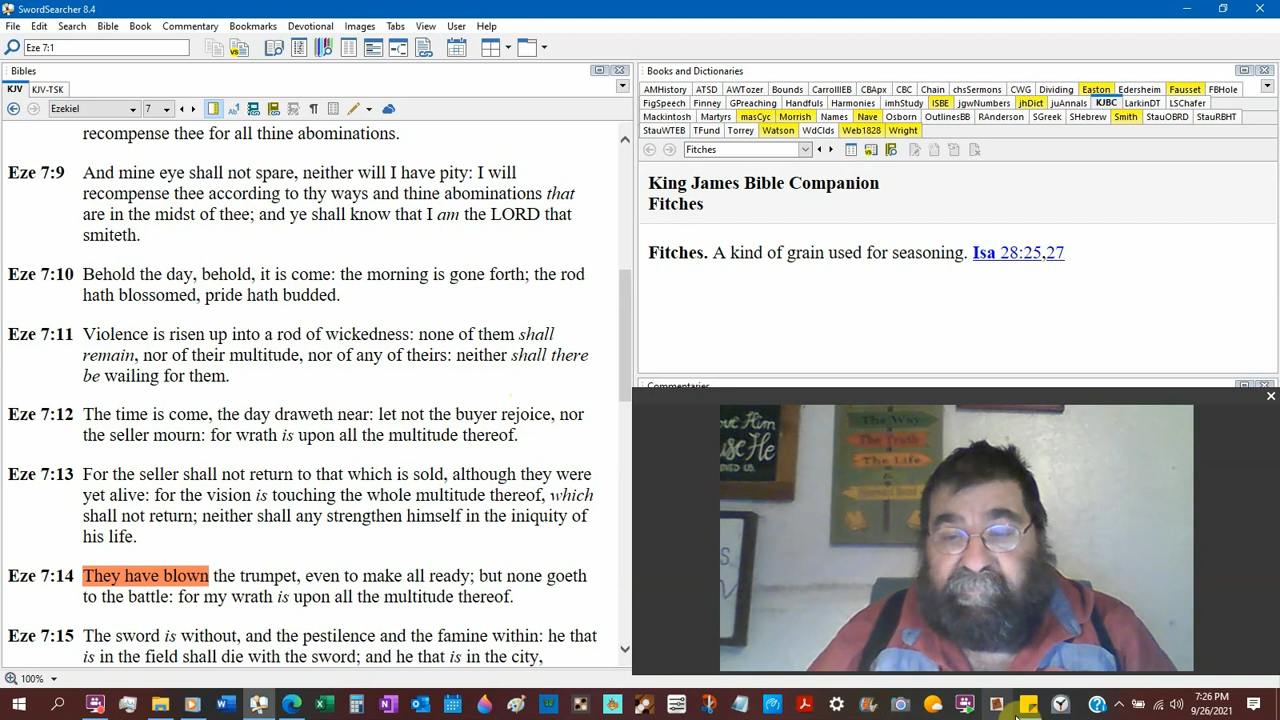 SwordSearcher 8.4
File Edit Search Bible Book Commentary Bookmarks Devotional Images Tabs View User Help
Eze 7:1
Bibles
KJV KJV-TSK
Ezekiel 7
recompense thee for all thine abominations.
Eze 7:9 And mine eye shall not spare, neither will I have pity: I will
recompense thee according to thy ways and thine abominations that
are in the midst of thee; and ye shall know that I am the LORD that
smiteth.
Eze 7:10 Behold the day, behold, it is come: the morning is gone forth; the rod
hath blossomed, pride hath budded.
Eze 7:11 Violence is risen up into a rod of wickedness: none of them shall
remain, nor of their multitude, nor of any of theirs: neither shall there
be wailing for them.
Eze 7:12 The time is come, the day draweth near: let not the buyer rejoice, nor
the seller mourn: for wrath is upon all the multitude thereof.
Eze 7:13 For the seller shall not return to that which is sold, although they were
yet alive: for the vision is touching the whole multitude thereof, which
shall not return; neither shall any strengthen himself in the iniquity of
his life.
Eze 7:14 They have blown the trumpet, even to make all ready; but none goeth
to the battle: for my wrath is upon all the multitude thereof.
Eze 7:15 The sword is without, and the pestilence and the famine within: he that
is in the field shall die with the sword; and he that is in the city,
100%
Books and Dictionaries
AMHistory ATSD AWTozer Bounds CarrollEB CBApx CBC Chain chsSermons CWG Dividing Easton Edersheim Fausset FBHole
FigSpeech Finney GPreaching Handfuls Harmonies imhStudy ISBE jgwNumbers jhDict juAnnals KJBC LarkinDT LSChafer
Mackintosh Martyrs masCyc Morrish Names Nave Osborn OutlinesBB RAnderson SGreek SHebrew Smith StauOBRD StauRBHT
StauWTEB TFund Torrey Watson WdClds Web1828 Wright
Fitches
King James Bible Companion
Fitches
Fitches. A kind of grain used for seasoning. Isa 28:25,27
Commentaries
The Way
The Truth
The Life
7:26 PM
9/26/2021